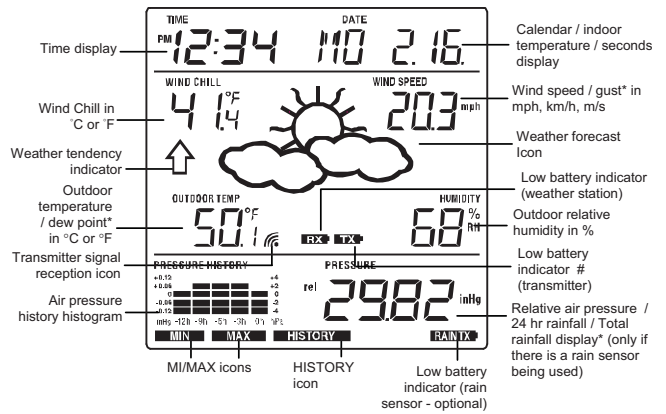 TIME DATE
PM 12:34 MO 2.16.
Time display
Calendar / indoor
temperature / seconds
display
WIND CHILL WIND SPEED
41.4 °F 20.3 mph
Wind Chill in
°C or °F
Wind speed / gust* in
mph, km/h, m/s
Weather forecast
Icon
Weather tendency
indicator
Low battery indicator
(weather station)
Outdoor
temperature
/ dew point*
in °C or °F
OUTDOOR TEMP HUMIDITY
50.1 °F RX TX 68 % RH
Outdoor relative
humidity in %
Transmitter signal
reception icon
Low battery
indicator #
(transmitter)
PRESSURE HISTORY PRESSURE
+0.12 +4
+0.06 +2
0 0
-0.06 -2
-0.12 -4
inHg -12h -9h -6h -3h 0h hPa
rel 29.82 inHg
Air pressure
history histogram
Relative air pressure /
24 hr rainfall / Total
rainfall display* (only if
there is a rain sensor
being used)
MIN MAX HISTORY RAINTX
MI/MAX icons
HISTORY
icon
Low battery
indicator (rain
sensor - optional)